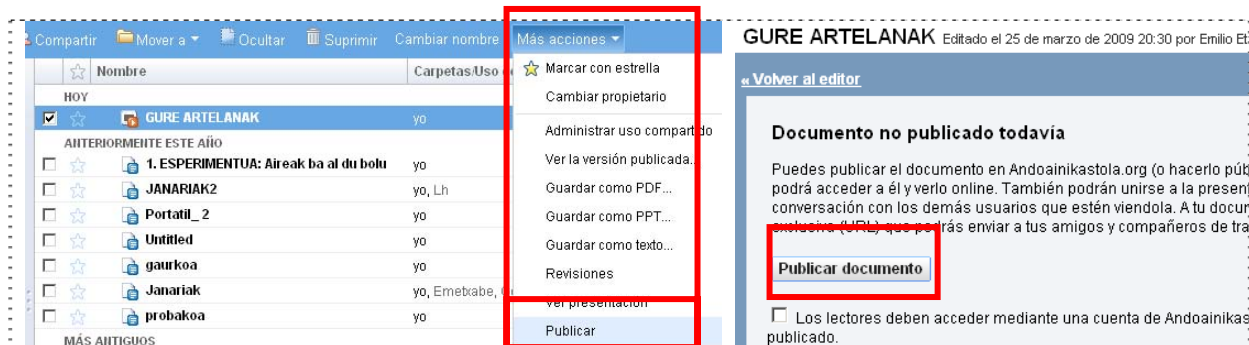 Compartir Mover a Ocultar Suprimir Cambiar nombre Más acciones
Nombre Carpetas/Uso
HOY
GURE ARTELANAK yo
ANTERIORMENTE ESTE AÑO
1. ESPERIMENTUA: Aireak ba al du bolu yo
JANARIAK2 yo, Lh
Portatil_ 2 yo
Untitled yo
gaurkoa yo
Janariak yo, Emetxabe,
probakoa yo
MÁS ANTIGUOS
Marcar con estrella
Cambiar propietario
Administrar uso compartido
Ver la versión publicada...
Guardar como PDF...
Guardar como PPT...
Guardar como texto...
Revisiones
Ver presentación
Publicar
GURE ARTELANAK Editado el 25 de marzo de 2009 20:30 por Emilio Et
« Volver al editor
Documento no publicado todavía
Puedes publicar el documento en Andoainikastola.org (o hacerlo púb
podrá acceder a él y verlo online. También podrán unirse a la present
conversación con los demás usuarios que estén viendola. A tu docum
exclusiva (URL) que podrás enviar a tus amigos y compañeros de tra
Publicar documento
Los lectores deben acceder mediante una cuenta de Andoainikas
publicado.